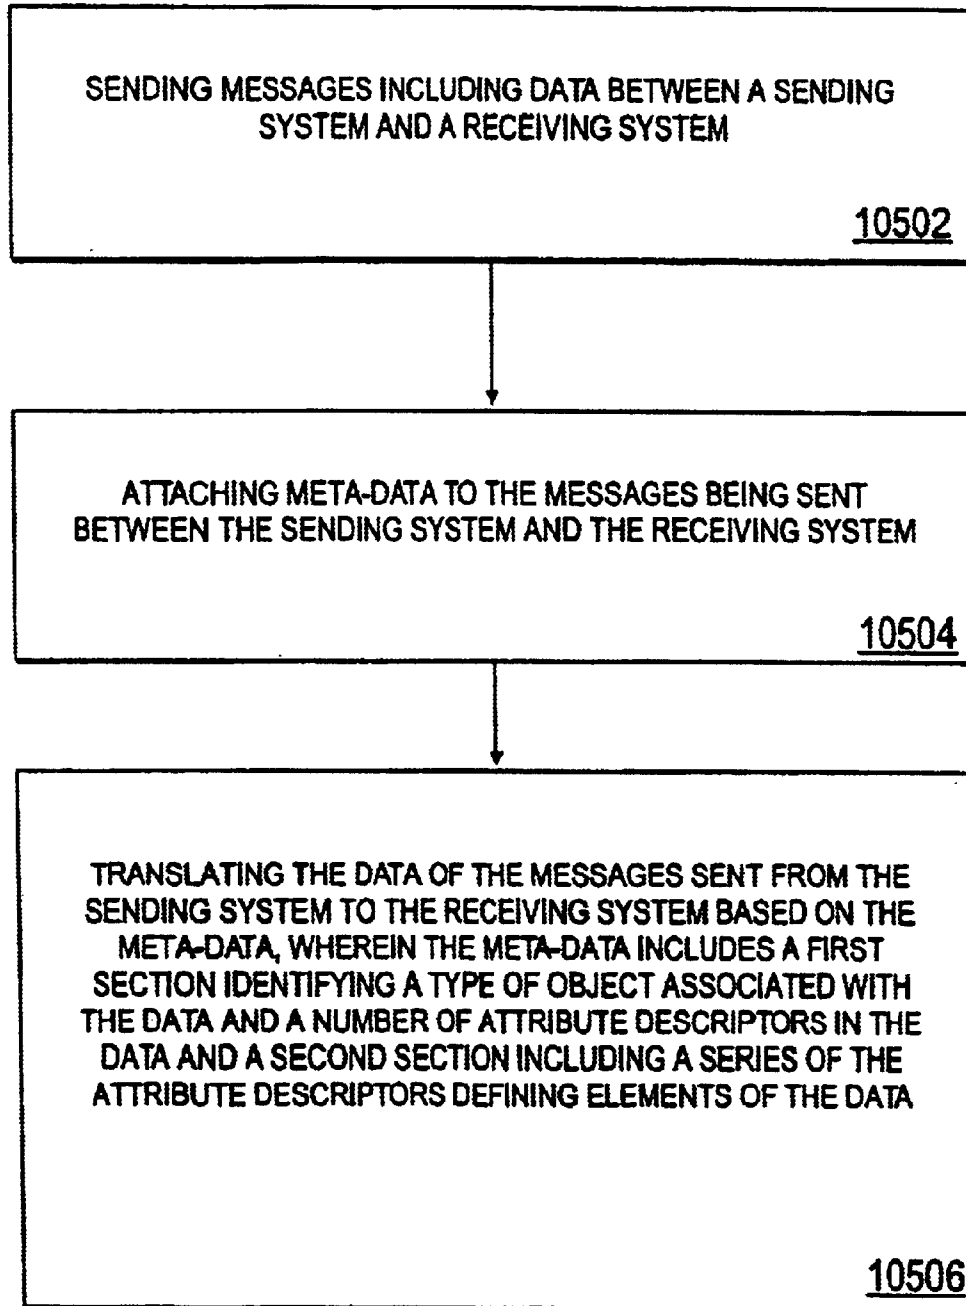 SENDING MESSAGES INCLUDING DATA BETWEEN A SENDING
SYSTEM AND A RECEIVING SYSTEM
10502
ATTACHING META-DATA TO THE MESSAGES BEING SENT
BETWEEN THE SENDING SYSTEM AND THE RECEIVING SYSTEM
10504
TRANSLATING THE DATA OF THE MESSAGES SENT FROM THE
SENDING SYSTEM TO THE RECEIVING SYSTEM BASED ON THE
META-DATA, WHEREIN THE META-DATA INCLUDES A FIRST
SECTION IDENTIFYING A TYPE OF OBJECT ASSOCIATED WITH
THE DATA AND A NUMBER OF ATTRIBUTE DESCRIPTORS IN THE
DATA AND A SECOND SECTION INCLUDING A SERIES OF THE
ATTRIBUTE DESCRIPTORS DEFINING ELEMENTS OF THE DATA
10506